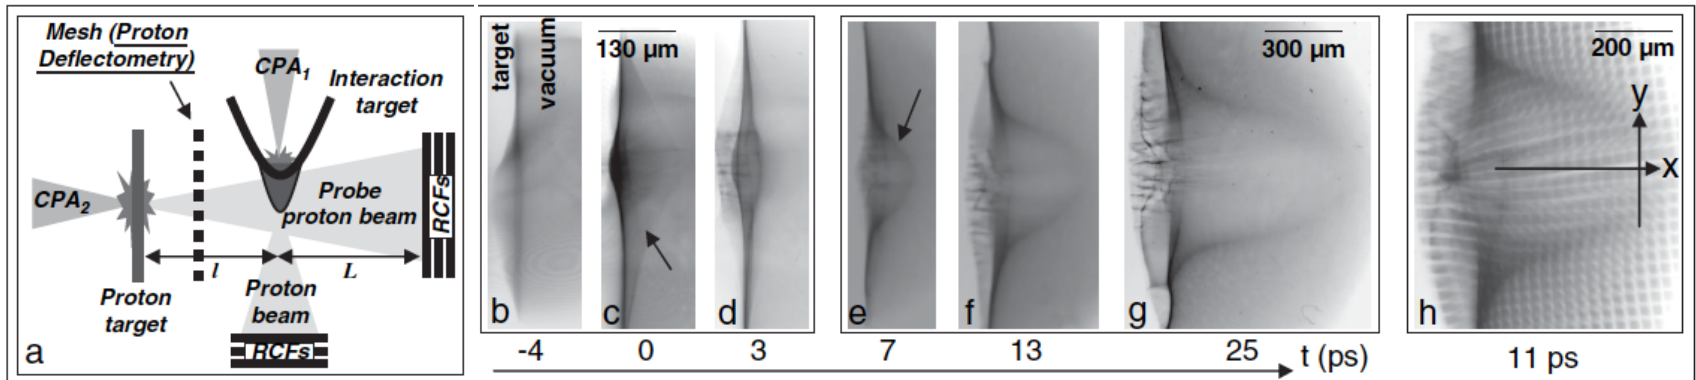 Mesh (Proton
Deflectometry)
CPA1
Interaction
target
CPA2
Probe
proton beam
RCFs
l
L
Proton
target
Proton
beam
RCFs
a
target
vacuum
b
130 µm
c
d
e
f
300 µm
g
-4
0
3
7
13
25
t (ps)
200 µm
y
x
h
11 ps